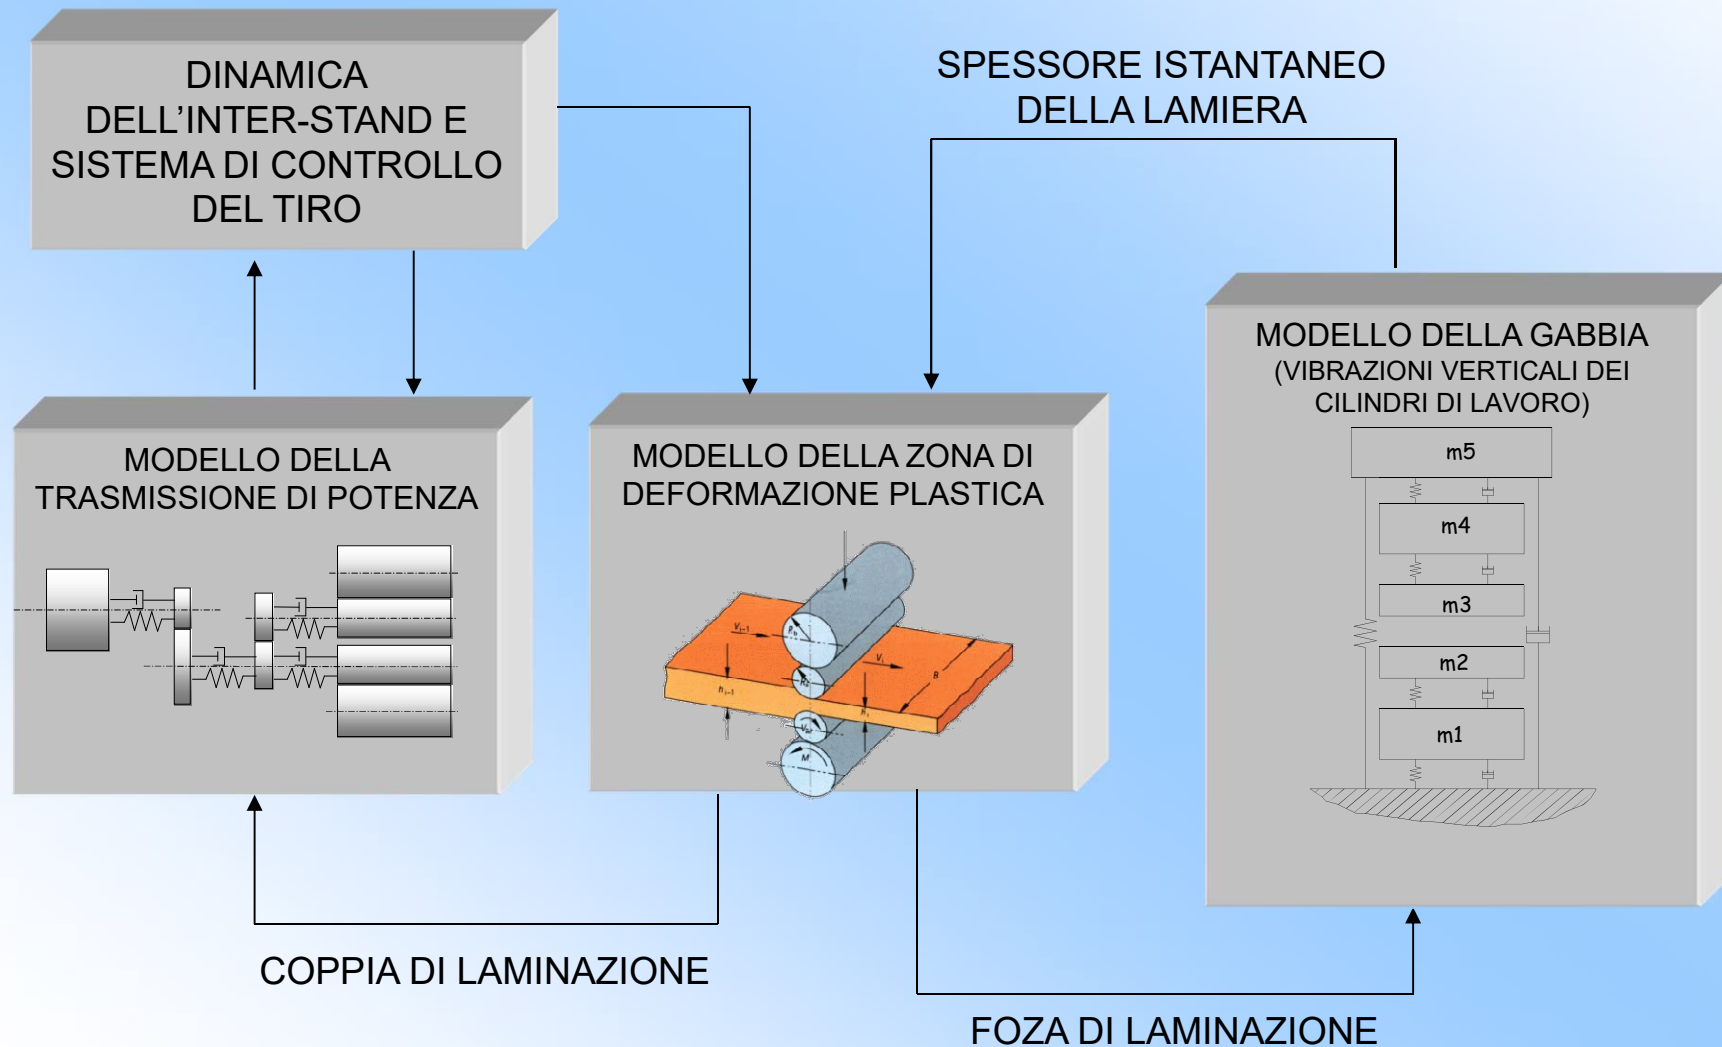 DINAMICA
DELL'INTER-STAND E
SISTEMA DI CONTROLLO
DEL TIRO
SPESSORE ISTANTANEO
DELLA LAMIERA
MODELLO DELLA GABBIA
(VIBRAZIONI VERTICALI DEI
CILINDRI DI LAVORO)
m5
m4
m3
m2
m1
MODELLO DELLA
TRASMISSIONE DI POTENZA
MODELLO DELLA ZONA DI
DEFORMAZIONE PLASTICA
V i-1
R b
V i
B
h i-1
M
COPPIA DI LAMINAZIONE
FOZA DI LAMINAZIONE